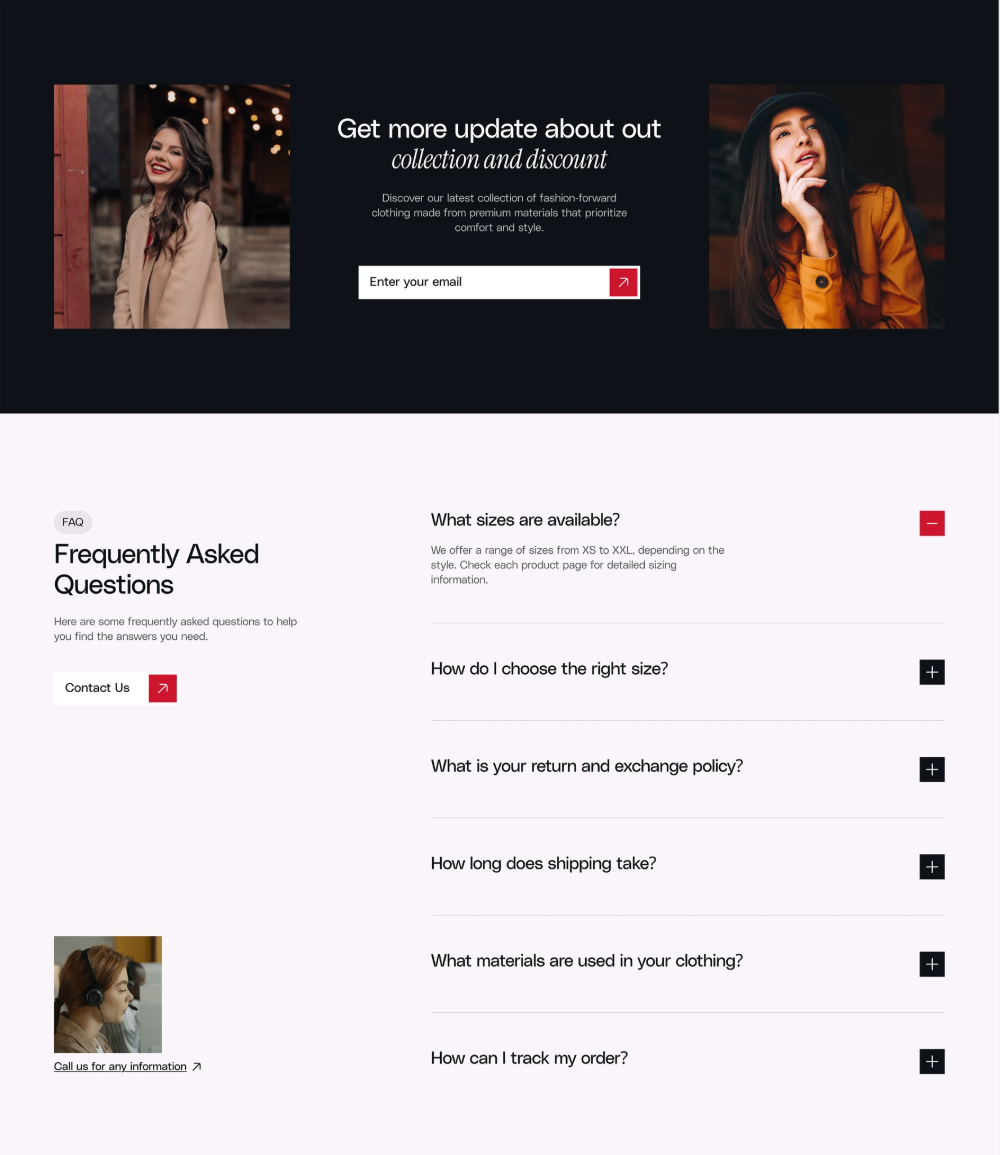 Get more update about out
collection and discount
Discover our latest collection of fashion-forward
clothing made from premium materials that prioritize
comfort and style.
Enter your email
FAQ
Frequently Asked
Questions
Here are some frequently asked questions to help
you find the answers you need.
Contact Us
Call us for any information
What sizes are available?
We offer a range of sizes from XS to XXL, depending on the
style. Check each product page for detailed sizing
information.
How do I choose the right size?
What is your return and exchange policy?
How long does shipping take?
What materials are used in your clothing?
How can I track my order?